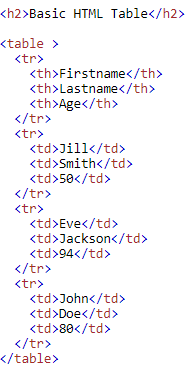 <h2>Basic HTML Table</h2>
<table >
<tr>
<th>Firstname</th>
<th>Lastname</th>
<th>Age</th>
</tr>
<tr>
<td>Jill</td>
<td>Smith</td>
<td>50</td>
</tr>
<tr>
<td>Eve</td>
<td>Jackson</td>
<td>94</td>
</tr>
<tr>
<td>John</td>
<td>Doe</td>
<td>80</td>
</tr>
</table>